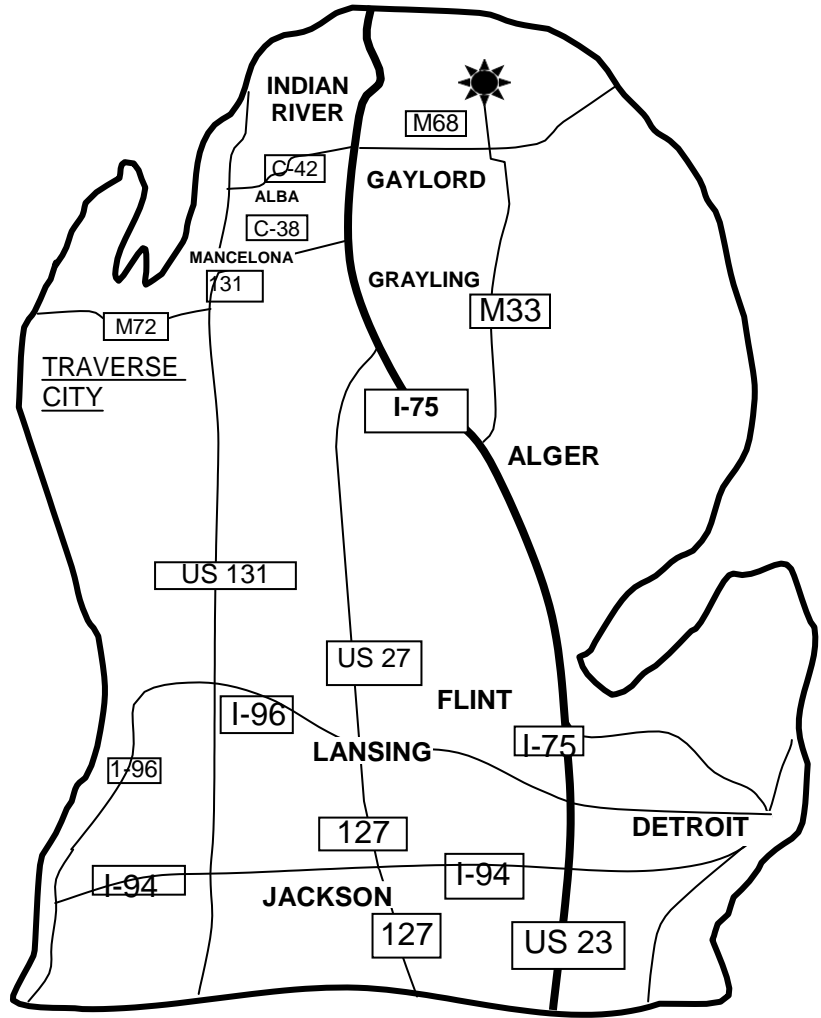 INDIAN
RIVER
M68
C-42
GAYLORD
ALBA
C-38
MANCELONA
131
GRAYLING
M33
M72
TRAVERSE
CITY
I-75
ALGER
US 131
US 27
FLINT
I-96
I-75
LANSING
1-96
127
DETROIT
I-94
I-94
JACKSON
127
US 23